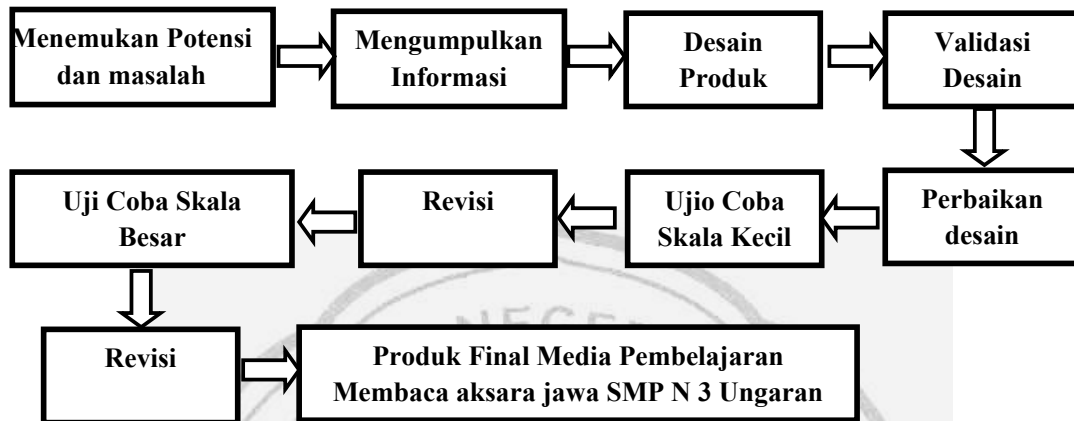 Menemukan Potensi
dan masalah
Mengumpulkan
Informasi
Desain
Produk
Validasi
Desain
Perbaikan
desain
Ujio Coba
Skala Kecil
Revisi
Uji Coba Skala
Besar
Revisi
Produk Final Media Pembelajaran
Membaca aksara jawa SMP N 3 Ungaran